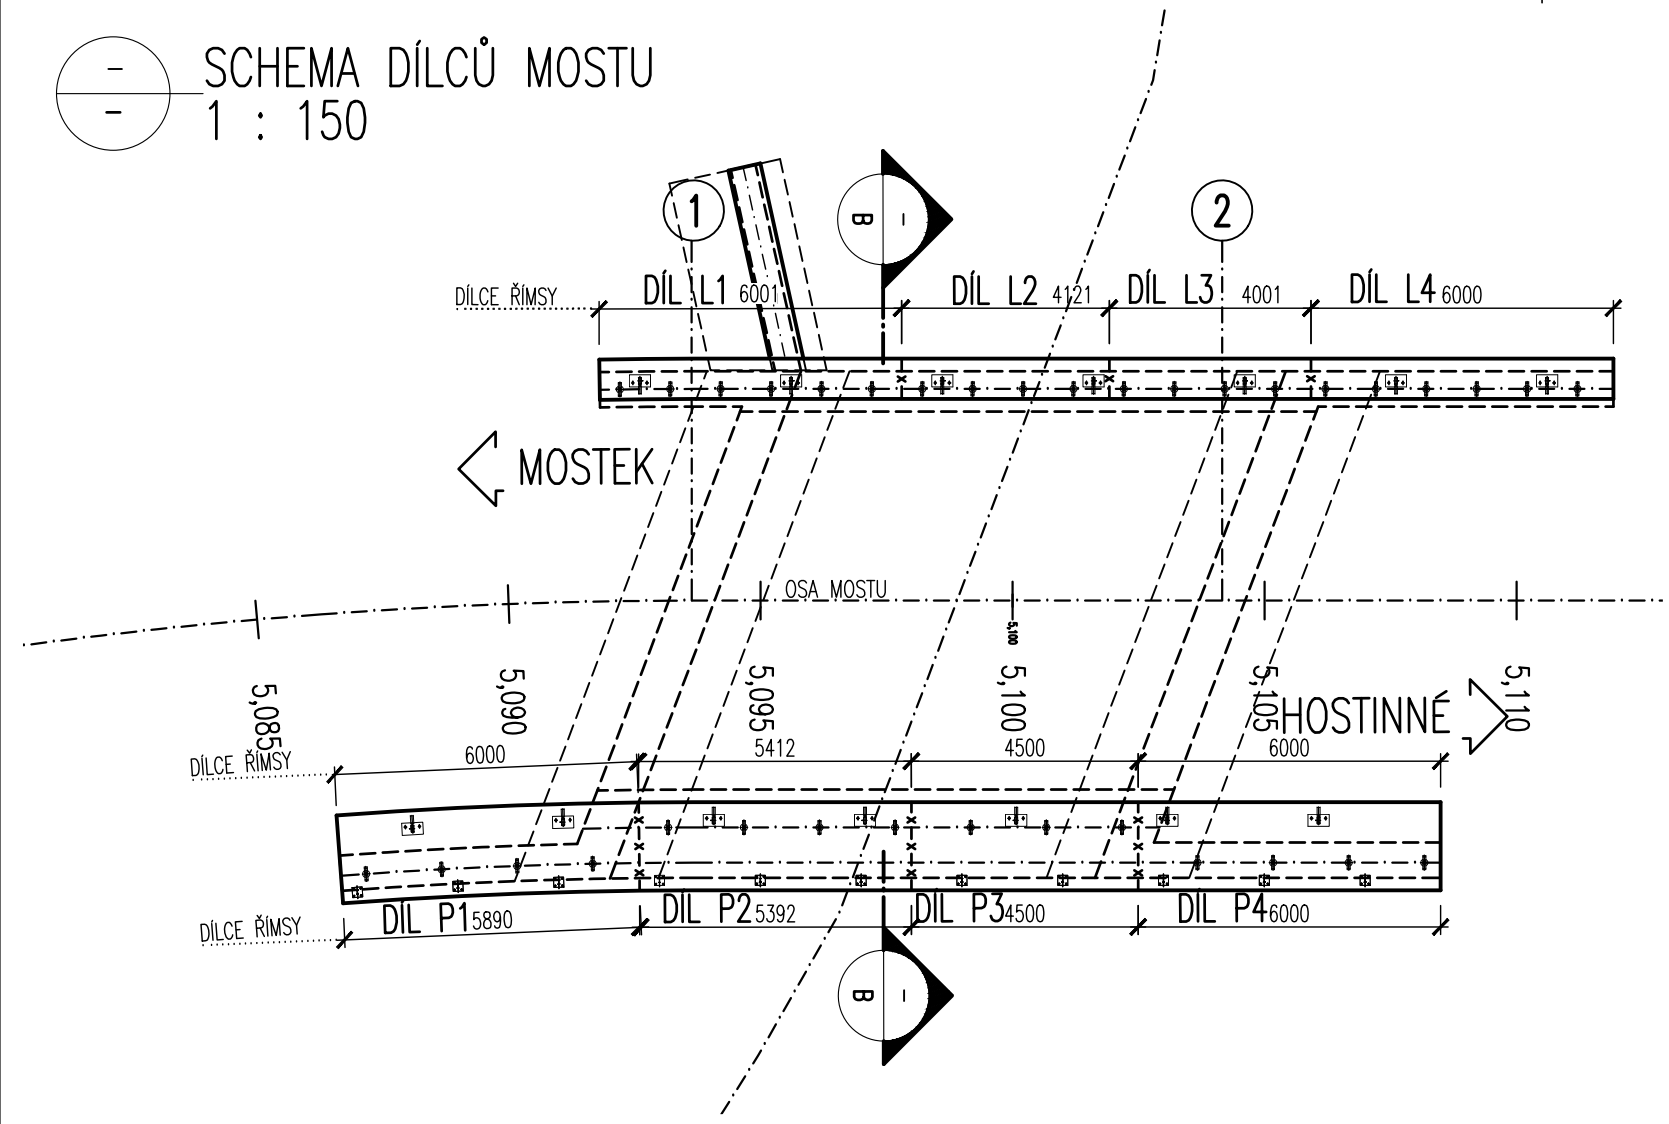 SCHEMA DÍLCŮ MOSTU
1 : 150
–
–
1
2
B
–
DÍLCE ŘÍMSY
DÍL L1 6001
DÍL L2 4121
DÍL L3 4001
DÍL L4 6000
MOSTEK
OSA MOSTU
5,100
5,085
5,090
5,095
5,100
5,105
5,110
HOSTINNÉ
DÍLCE ŘÍMSY
6000
5412
4500
6000
DÍLCE ŘÍMSY
DÍL P1 5890
DÍL P2 5392
DÍL P3 4500
DÍL P4 6000
B
–